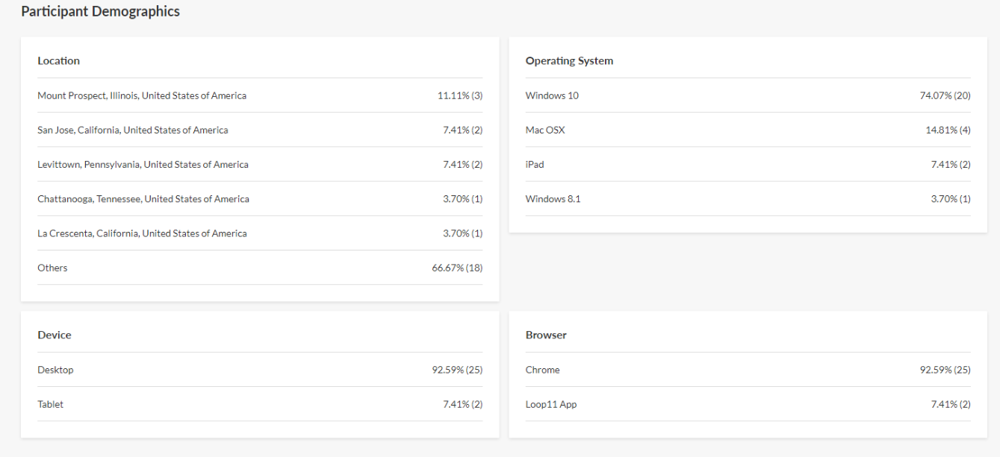 Participant Demographics
Location
Mount Prospect, Illinois, United States of America 11.11% (3)
San Jose, California, United States of America 7.41% (2)
Levittown, Pennsylvania, United States of America 7.41% (2)
Chattanooga, Tennessee, United States of America 3.70% (1)
La Crescenta, California, United States of America 3.70% (1)
Others 66.67% (18)
Operating System
Windows 10 74.07% (20)
Mac OSX 14.81% (4)
iPad 7.41% (2)
Windows 8.1 3.70% (1)
Device
Desktop 92.59% (25)
Tablet 7.41% (2)
Browser
Chrome 92.59% (25)
Loop11 App 7.41% (2)